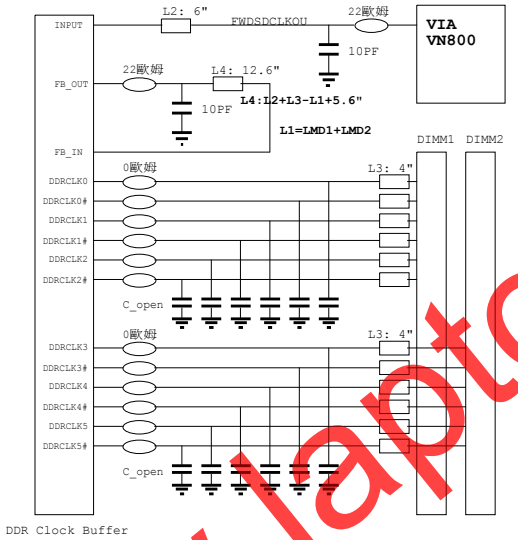 L2: 6"
22歐姆
INPUT
FWDSDCLKOU
VIA
VN800
10PF
22歐姆
L4: 12.6"
FB_OUT
L4:L2+L3-L1+5.6"
10PF
L1=LMD1+LMD2
DIMM1
DIMM2
FB_IN
0歐姆
L3: 4"
DDRCLK0
DDRCLK0#
DDRCLK1
DDRCLK1#
DDRCLK2
DDRCLK2#
C_open
0歐姆
L3: 4"
DDRCLK3
DDRCLK3#
DDRCLK4
DDRCLK4#
DDRCLK5
DDRCLK5#
C_open
DDR Clock Buffer